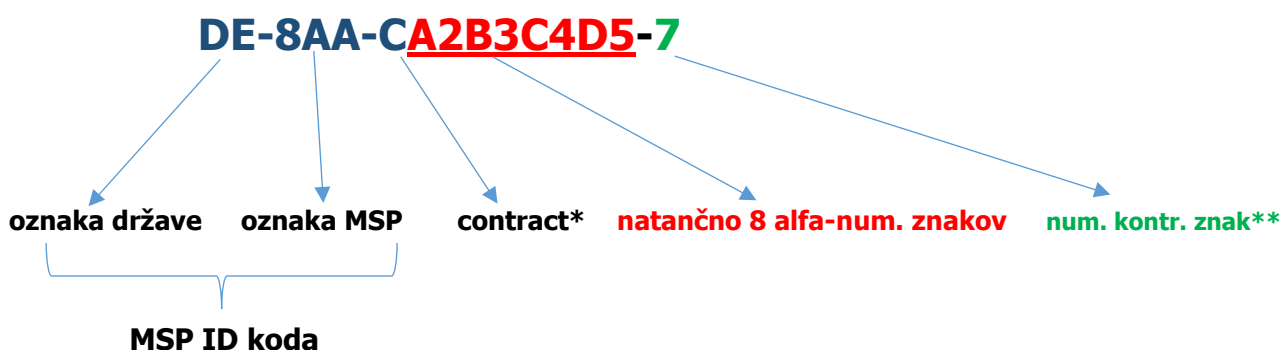 DE-8AA-CA2B3C4D5-7
oznaka države oznaka MSP contract* natančno 8 alfa-num. znakov num. kontr. znak**
MSP ID koda